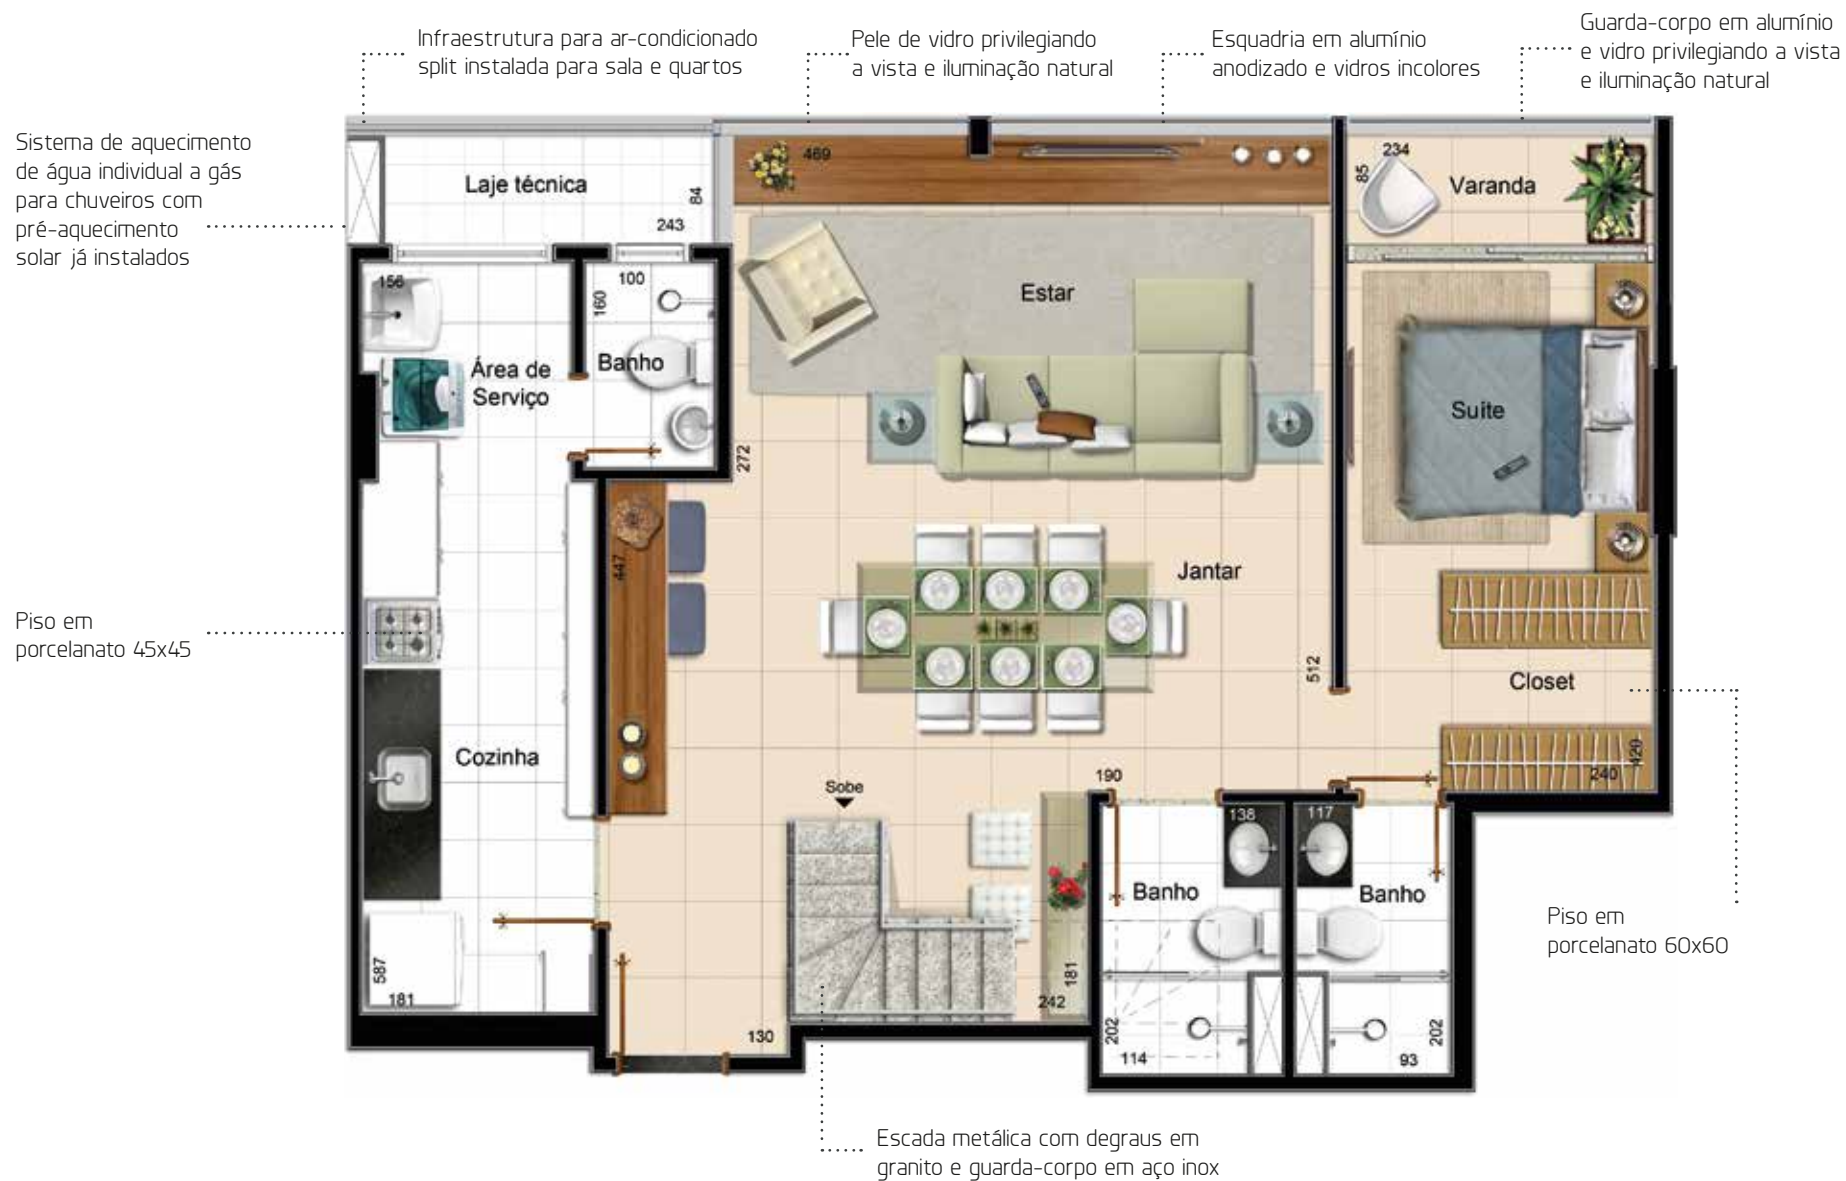 Infraestrutura para ar-condicionado
split instalada para sala e quartos
Pele de vidro privilegiando
a vista e iluminação natural
Esquadria em alumínio
anodizado e vidros incolores
Guarda-corpo em alumínio
e vidro privilegiando a vista
e iluminação natural
Sistema de aquecimento
de água individual a gás
para chuveiros com
pré-aquecimento
solar já instalados
Laje técnica
84
243
469
234
85
Varanda
156
100
160
Banho
Área de
Serviço
Estar
Suíte
272
447
Jantar
512
Piso em
porcelanato 45x45
Closet
420
240
Cozinha
Sobe
190
138
117
Banho
Banho
587
181
130
242
181
202
114
202
93
Piso em
porcelanato 60x60
Escada metálica com degraus em
granito e guarda-corpo em aço inox